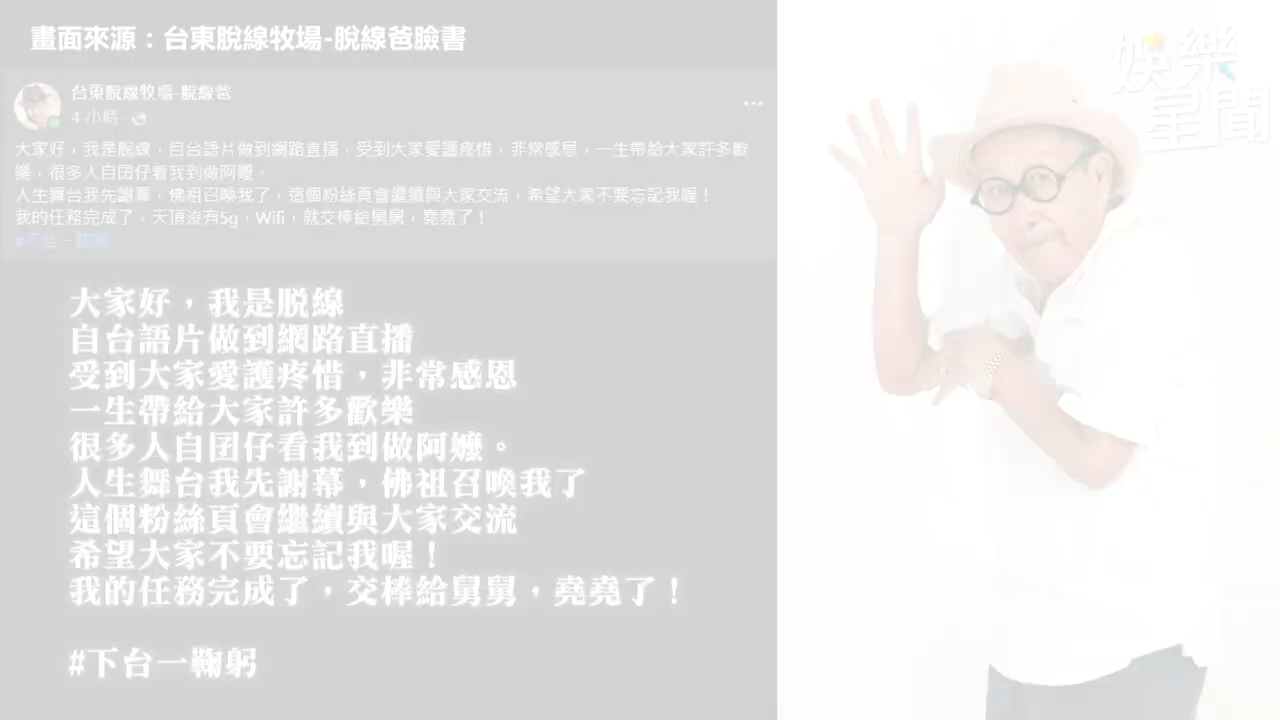 畫面來源：台東脫線牧場-脫線爸臉書
娛樂
星聞
台東脫線牧場-脫線爸
4 小時
大家好，我是脫線，自台語片做到網路直播，受到大家愛護疼惜，非常感恩，一生帶給大家許多歡
樂，很多人自囝仔看我到做阿嬤。
人生舞台我先謝幕，佛祖召喚我了，這個粉絲頁會繼續與大家交流，希望大家不要忘記我喔！
我的任務完成了，天頂沒有5g，Wifi，就交棒給舅舅，堯堯了！
大家好，我是脫線
自台語片做到網路直播
受到大家愛護疼惜，非常感恩
一生帶給大家許多歡樂
很多人自囝仔看我到做阿嬤。
人生舞台我先謝幕，佛祖召喚我了
這個粉絲頁會繼續與大家交流
希望大家不要忘記我喔！
我的任務完成了，交棒給舅舅，堯堯了！
#下台一鞠躬